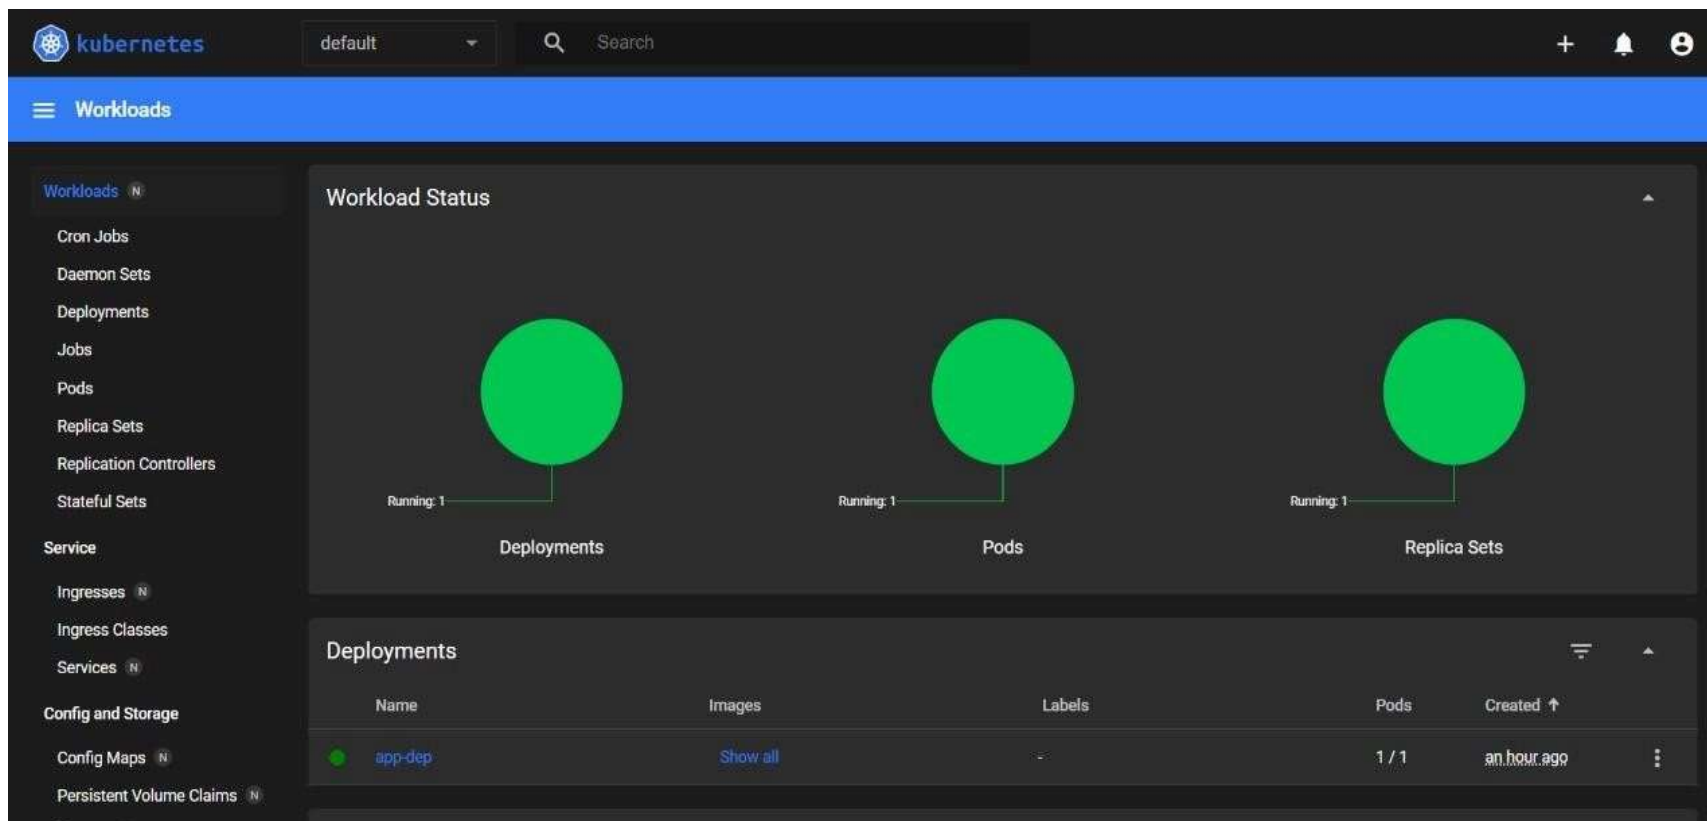 kubernetes
default
Search
Workloads
Workloads N
Cron Jobs
Daemon Sets
Deployments
Jobs
Pods
Replica Sets
Replication Controllers
Stateful Sets
Service
Ingresses N
Ingress Classes
Services N
Config and Storage
Config Maps N
Persistent Volume Claims N
Workload Status
Running: 1
Deployments
Running: 1
Pods
Running: 1
Replica Sets
Deployments
Name Images Labels Pods Created ↑
app-dep Show all - 1 / 1 an hour ago